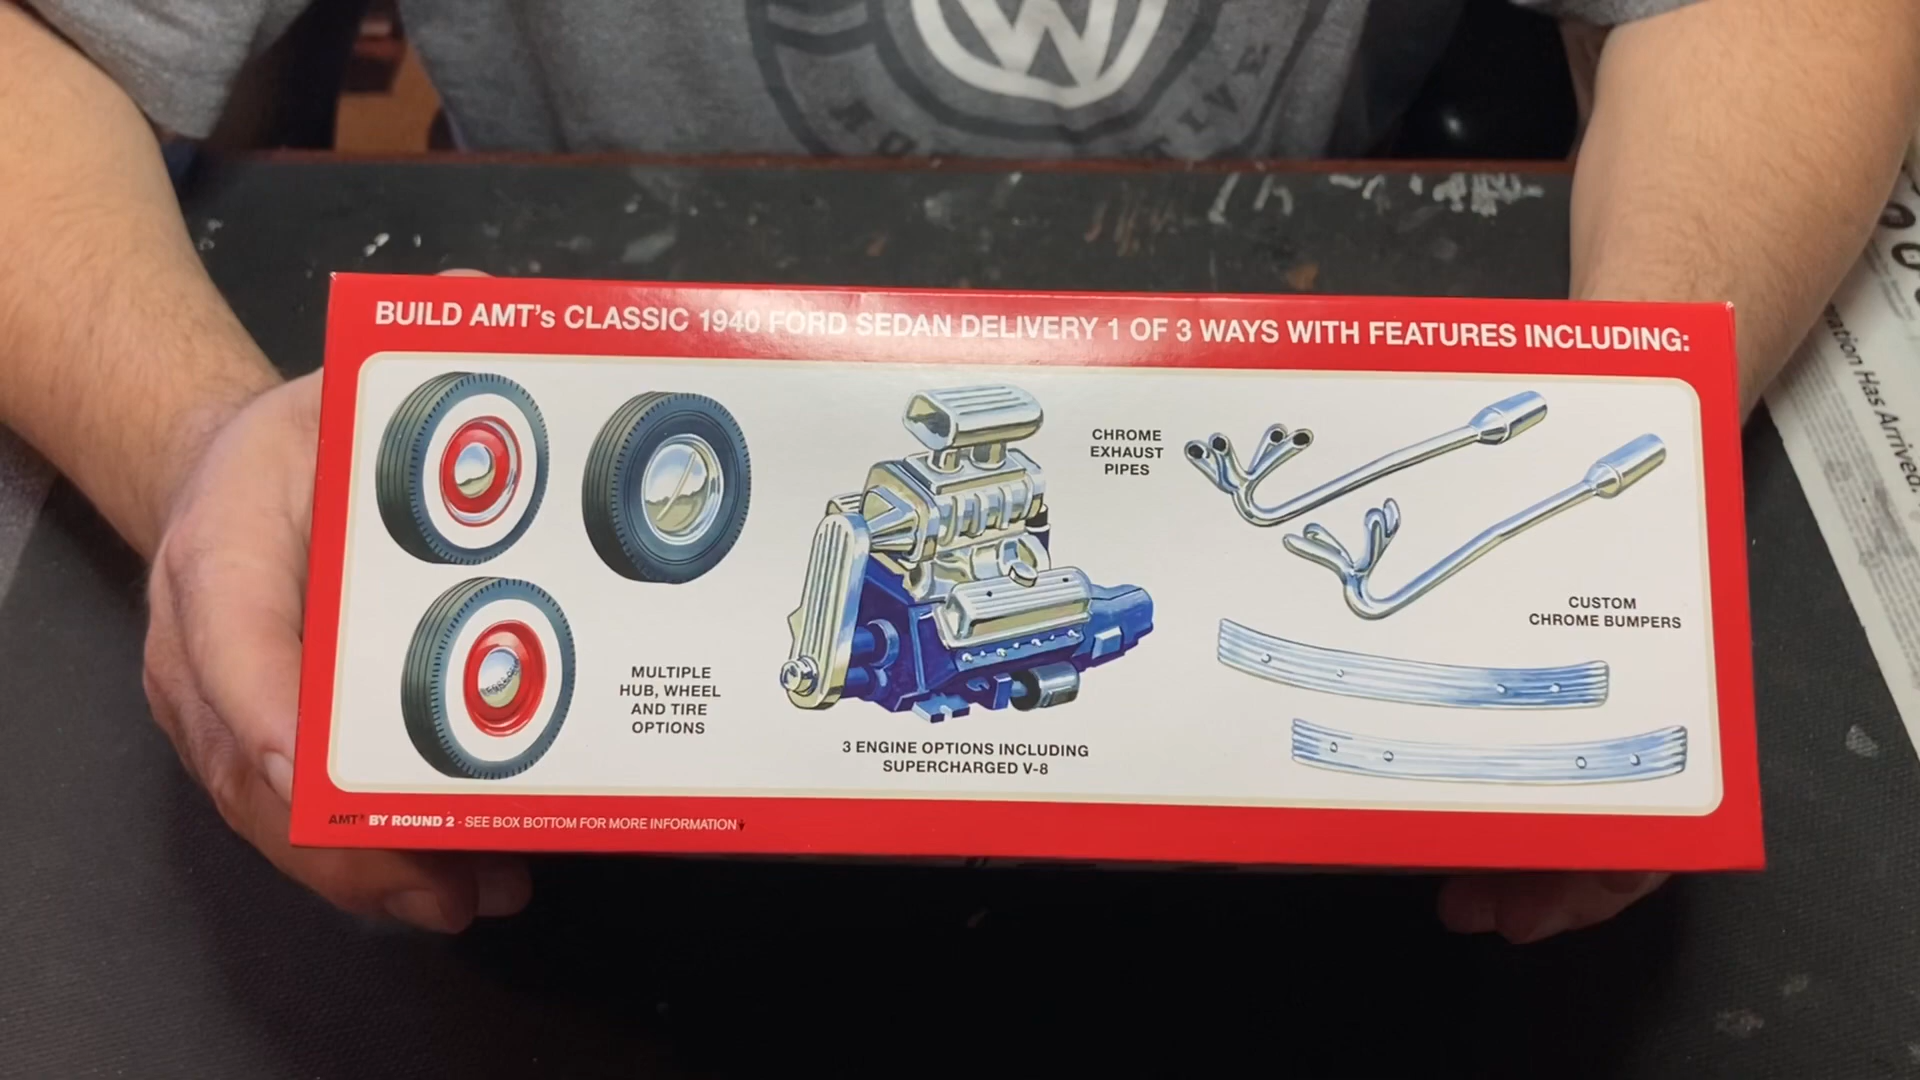 W
BUILD AMT's CLASSIC 1940 FORD SEDAN DELIVERY 1 OF 3 WAYS WITH FEATURES INCLUDING:
CHROME
EXHAUST
PIPES
CUSTOM
CHROME BUMPERS
MULTIPLE
HUB, WHEEL
AND TIRE
OPTIONS
3 ENGINE OPTIONS INCLUDING
SUPERCHARGED V-8
AMT® BY ROUND 2 - SEE BOX BOTTOM FOR MORE INFORMATION
Has Arrived.